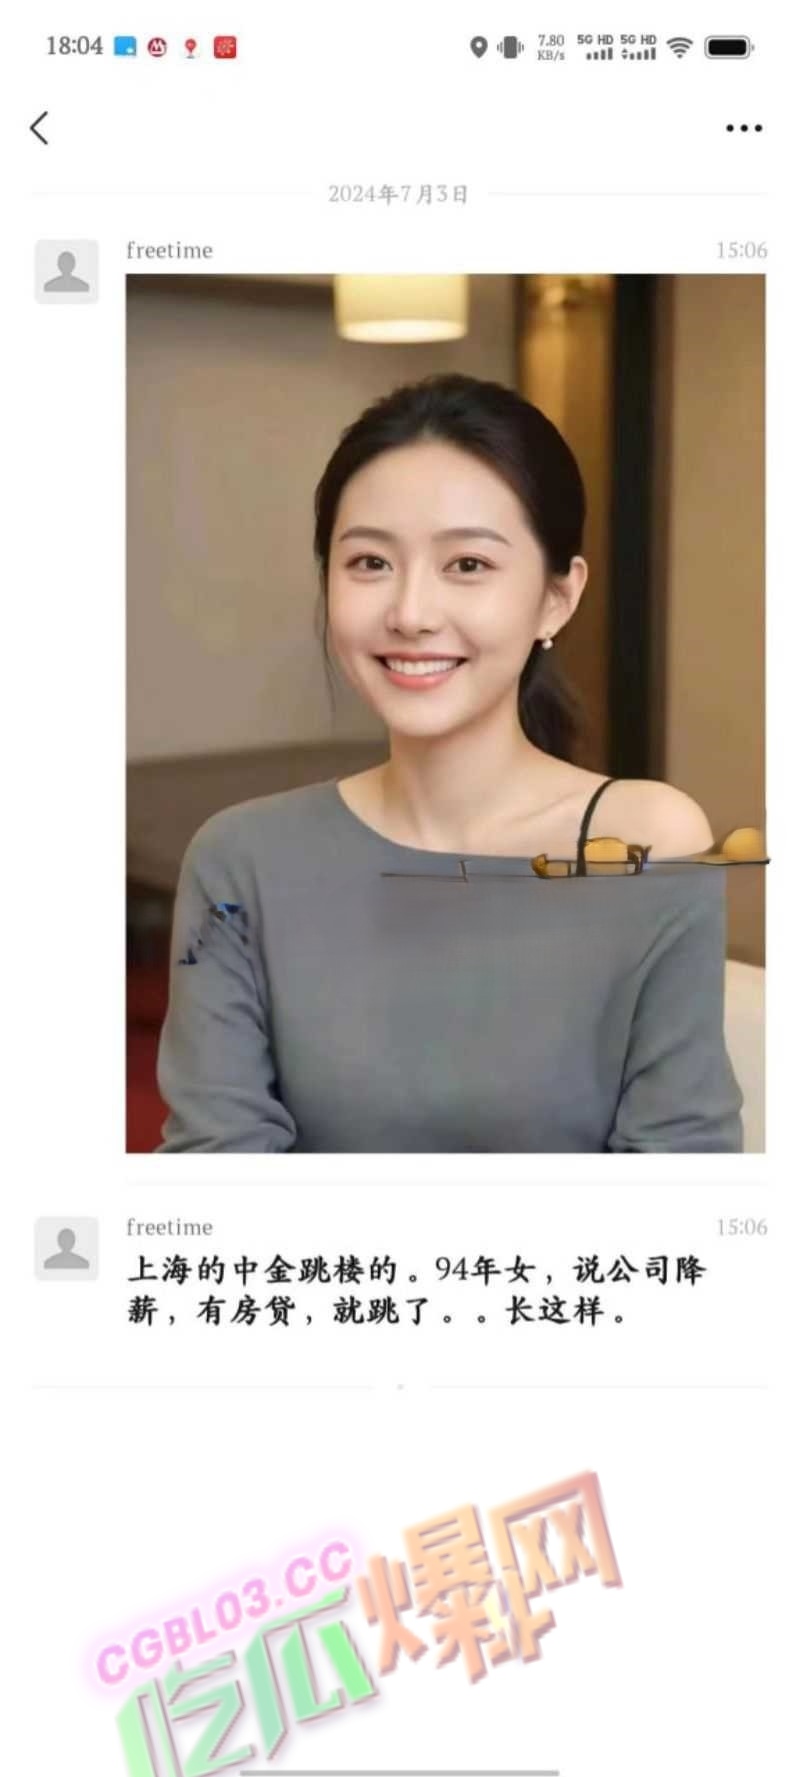 18:04
7.80
KB/s
5G HD 5G HD
2024年7月3日
freetime 15:06
freetime 15:06
上海的中金跳楼的。94年女，说公司降
薪，有房贷，就跳了。。长这样。
CGBL03.CC
吃瓜爆料网